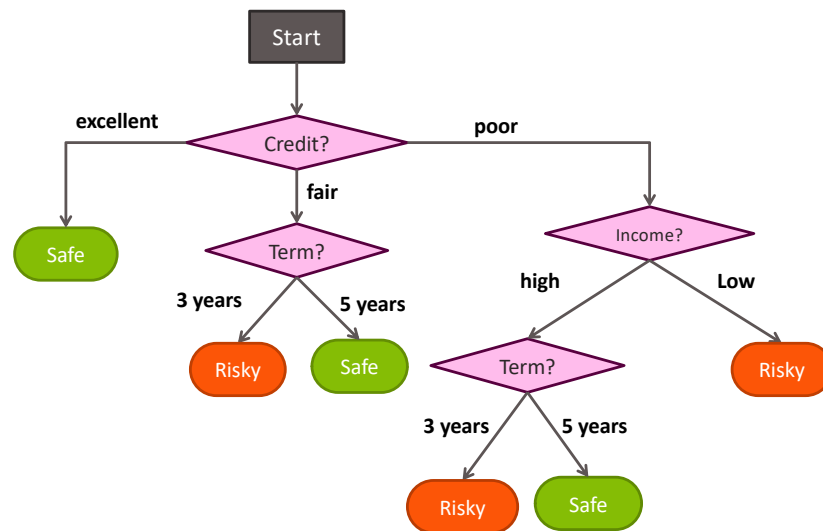 Start
excellent
Credit?
poor
fair
Safe
Term?
Income?
3 years
5 years
high
Low
Risky
Safe
Term?
Risky
3 years
5 years
Risky
Safe